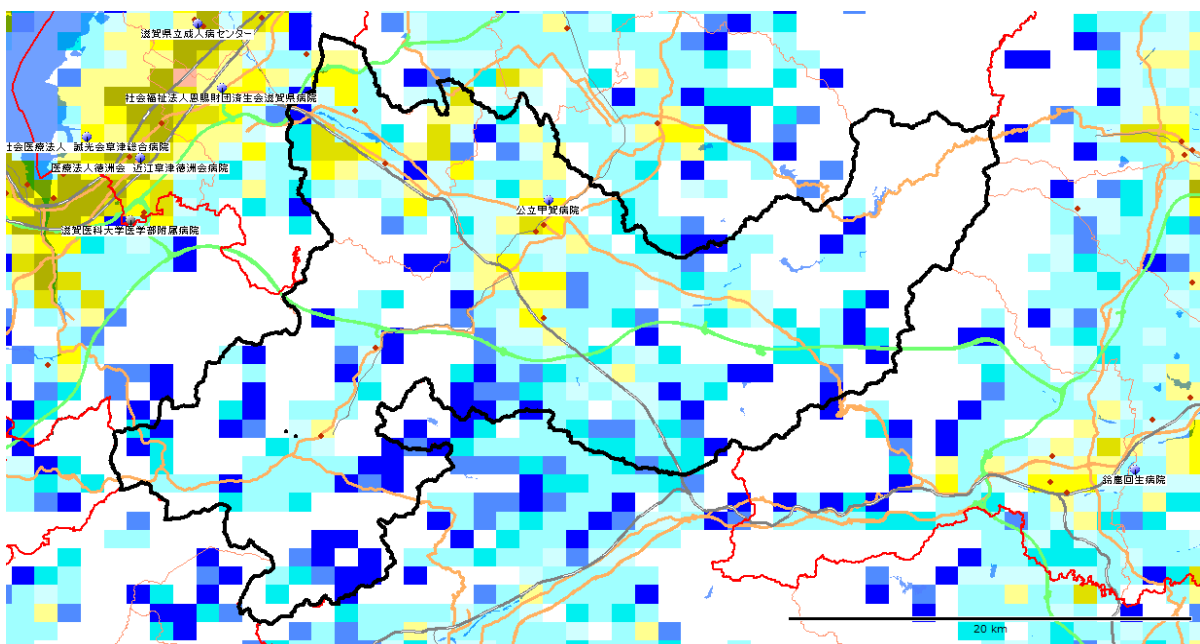 滋賀県立成人病センター
社会福祉法人恩賜財団済生会滋賀県病院
社会医療法人 誠光会草津総合病院
医療法人徳洲会 近江草津徳洲会病院
公立甲賀病院
滋賀医科大学医学部附属病院
鈴鹿回生病院
20 km